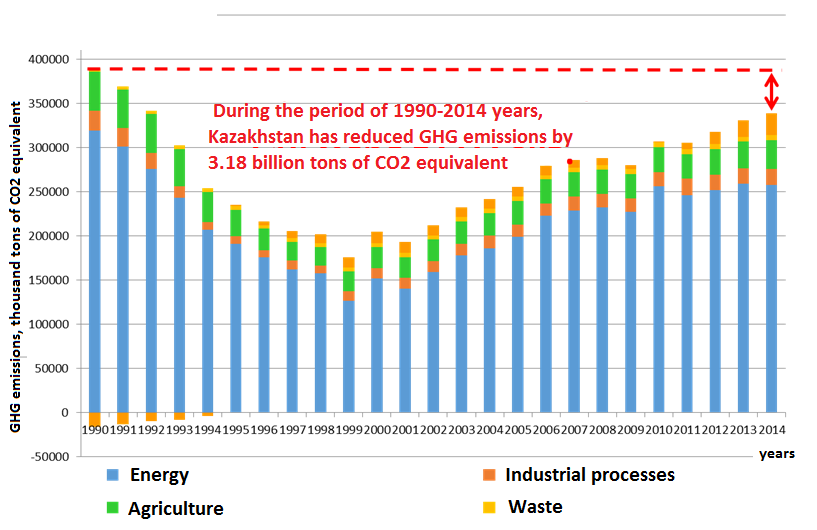 400000
During the period of 1990-2014 years,
Kazakhstan has reduced GHG emissions by
3.18 billion tons of CO2 equivalent
350000
300000
250000
200000
150000
100000
50000
0
-50000
GHG emissions, thousand tons of CO2 equivalent
1990 1991 1992 1993 1994 1995 1996 1997 1998 1999 2000 2001 2002 2003 2004 2005 2006 2007 2008 2009 2010 2011 2012 2013 2014
years
Energy Industrial processes
Agriculture Waste